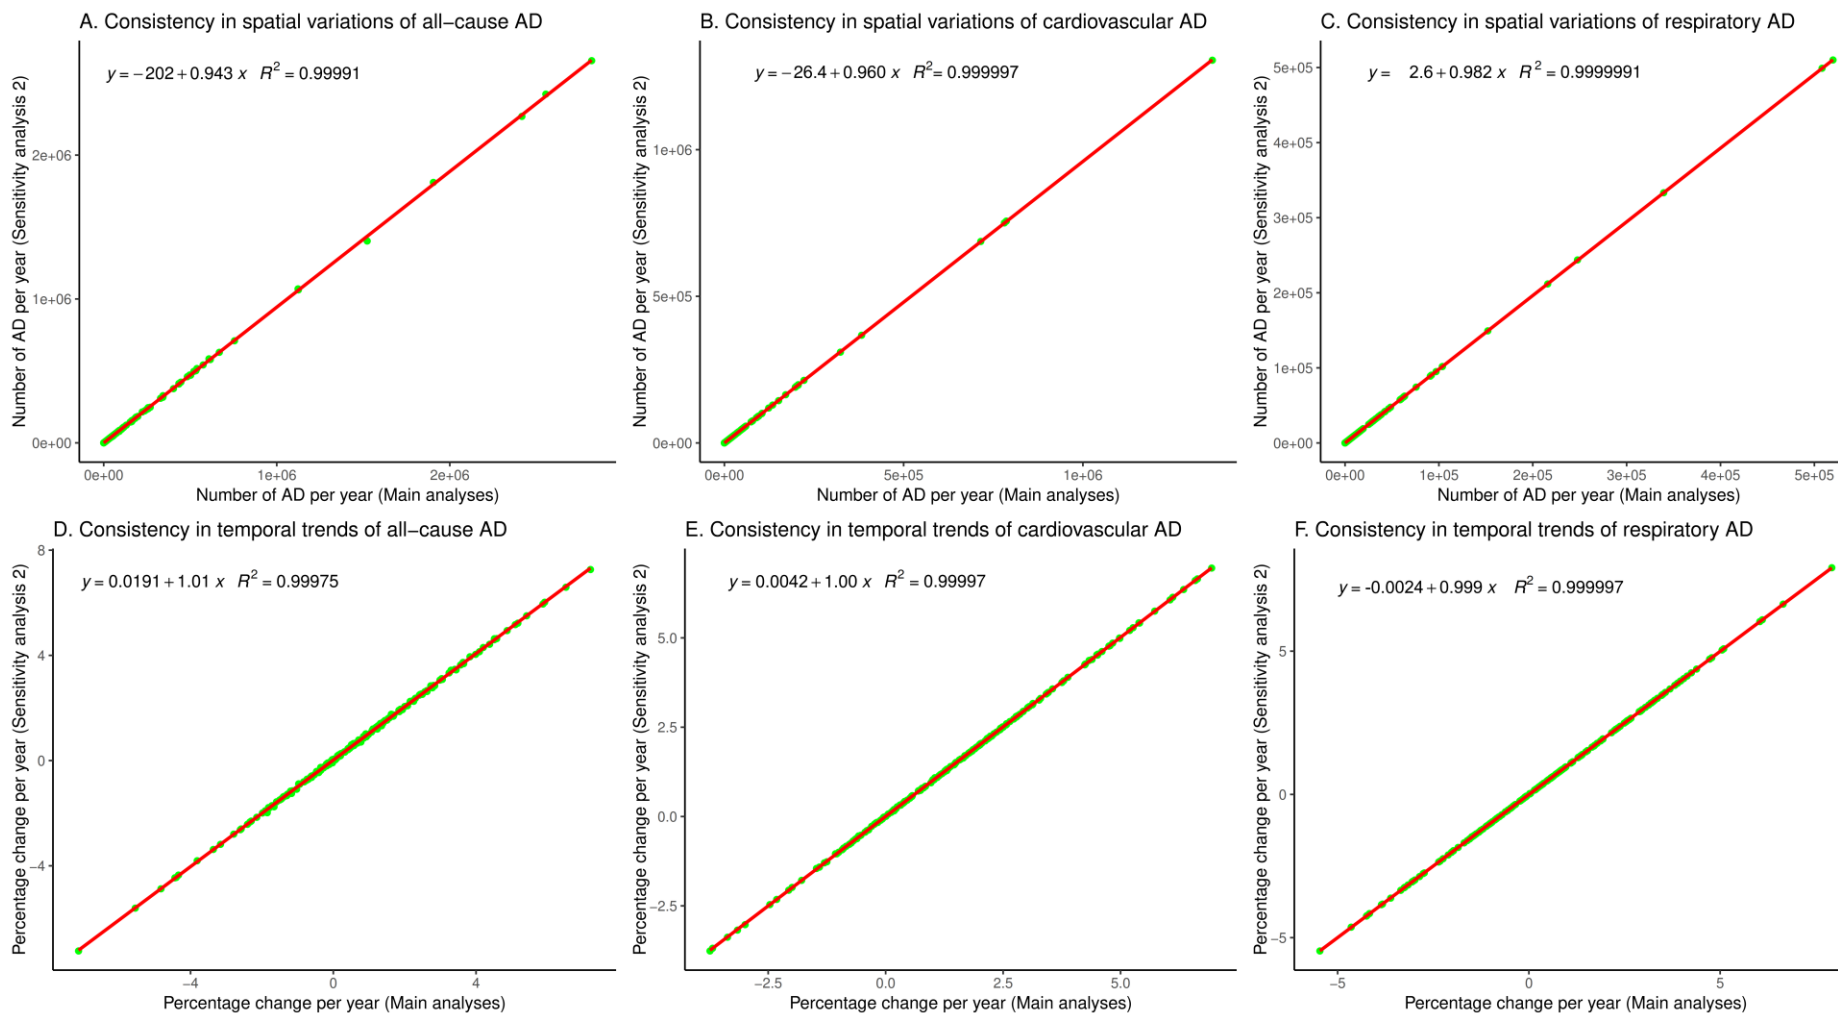 A. Consistency in spatial variations of all−cause AD
y = −202 + 0.943 x R² = 0.99991
Number of AD per year (Sensitivity analysis 2)
2e+06
1e+06
0e+00
0e+00 1e+06 2e+06
Number of AD per year (Main analyses)
B. Consistency in spatial variations of cardiovascular AD
y = −26.4 + 0.960 x R² = 0.999997
Number of AD per year (Sensitivity analysis 2)
1e+06
5e+05
0e+00
0e+00 5e+05 1e+06
Number of AD per year (Main analyses)
C. Consistency in spatial variations of respiratory AD
y = 2.6 + 0.982 x R² = 0.9999991
Number of AD per year (Sensitivity analysis 2)
5e+05
4e+05
3e+05
2e+05
1e+05
0e+00
0e+00 1e+05 2e+05 3e+05 4e+05 5e+05
Number of AD per year (Main analyses)
D. Consistency in temporal trends of all−cause AD
y = 0.0191 + 1.01 x R² = 0.99975
Percentage change per year (Sensitivity analysis 2)
8
4
0
−4
−4 0 4
Percentage change per year (Main analyses)
E. Consistency in temporal trends of cardiovascular AD
y = 0.0042 + 1.00 x R² = 0.99997
Percentage change per year (Sensitivity analysis 2)
5.0
2.5
0.0
−2.5
−2.5 0.0 2.5 5.0
Percentage change per year (Main analyses)
F. Consistency in temporal trends of respiratory AD
y = -0.0024 + 0.999 x R² = 0.999997
Percentage change per year (Sensitivity analysis 2)
5
0
−5
−5 0 5
Percentage change per year (Main analyses)